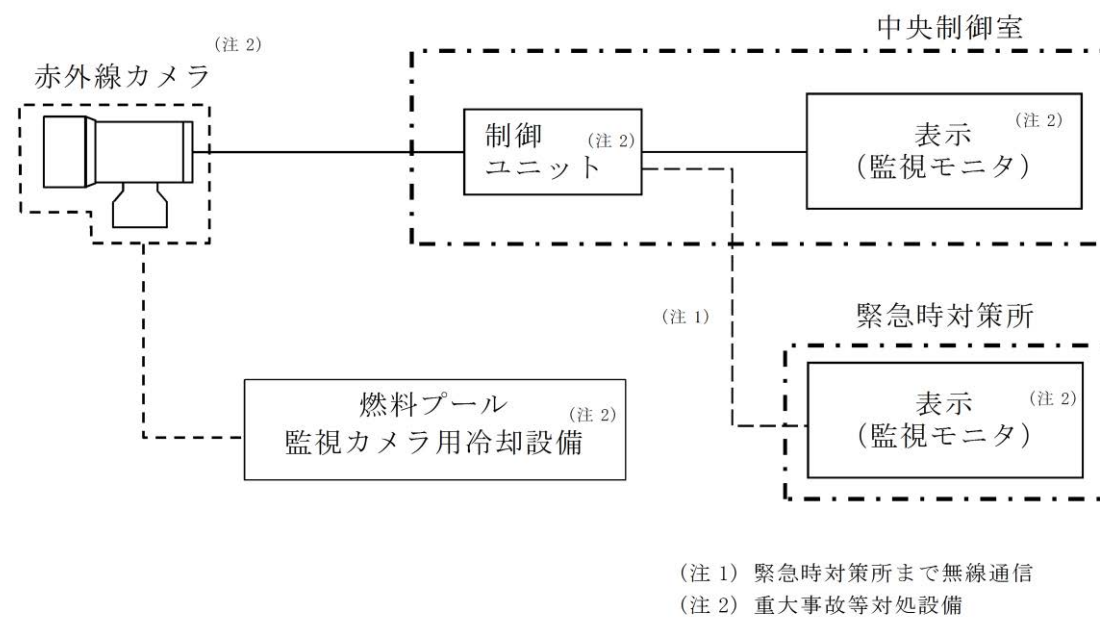 中央制御室
(注 2)
赤外線カメラ
制御
ユニット
(注 2)
表示
(監視モニタ)
(注 2)
(注 1)
緊急時対策所
燃料プール
監視カメラ用冷却設備
(注 2)
表示
(監視モニタ)
(注 2)
(注 1) 緊急時対策所まで無線通信
(注 2) 重大事故等対処設備